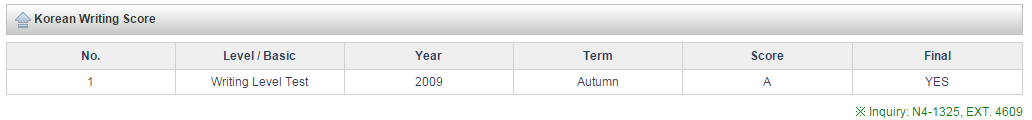 Korean Writing Score
No. Level / Basic Year Term Score Final
1 Writing Level Test 2009 Autumn A YES
※ Inquiry: N4-1325, EXT. 4609